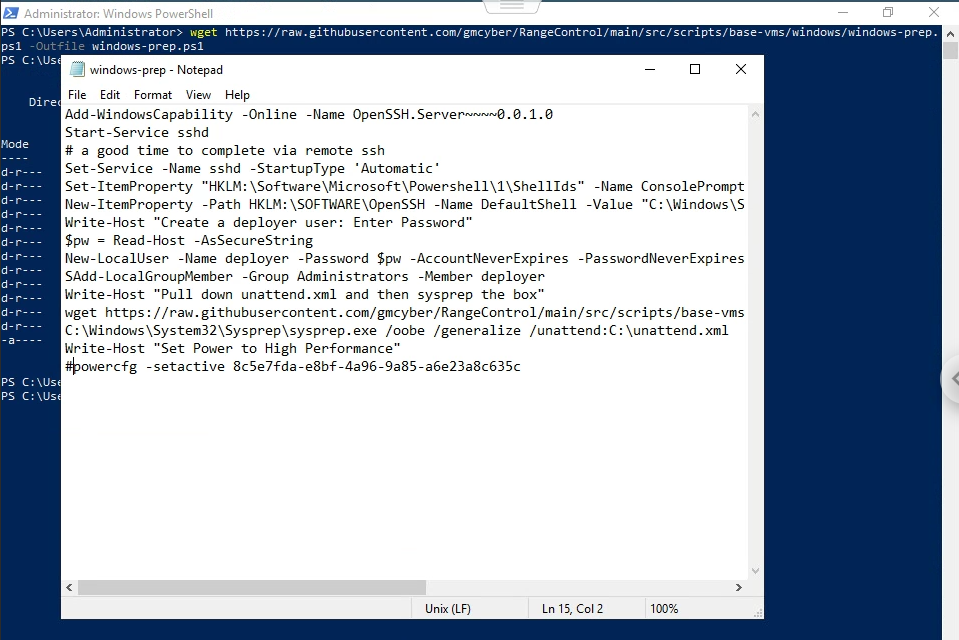 Administrator: Windows PowerShell
PS C:\Users\Administrator> wget https://raw.githubusercontent.com/gmcyber/RangeControl/main/src/scripts/base-vms/windows/windows-prep.
ps1 -Outfile windows-prep.ps1
PS C:\Use
windows-prep - Notepad
File Edit Format View Help
Direc
Mode
----
d-r---
d-r---
d-r---
d-r---
d-r---
d-r---
d-r---
d-r---
d-r---
d-r---
d-r---
d-r---
-a----
PS C:\Use
PS C:\Use
Add-WindowsCapability -Online -Name OpenSSH.Server~~~~0.0.1.0
Start-Service sshd
# a good time to complete via remote ssh
Set-Service -Name sshd -StartupType 'Automatic'
Set-ItemProperty "HKLM:\Software\Microsoft\Powershell\1\ShellIds" -Name ConsolePrompt
New-ItemProperty -Path HKLM:\SOFTWARE\OpenSSH -Name DefaultShell -Value "C:\Windows\S
Write-Host "Create a deployer user: Enter Password"
$pw = Read-Host -AsSecureString
New-LocalUser -Name deployer -Password $pw -AccountNeverExpires -PasswordNeverExpires
SAdd-LocalGroupMember -Group Administrators -Member deployer
Write-Host "Pull down unattend.xml and then sysprep the box"
wget https://raw.githubusercontent.com/gmcyber/RangeControl/main/src/scripts/base-vms
C:\Windows\System32\Sysprep\sysprep.exe /oobe /generalize /unattend:C:\unattend.xml
Write-Host "Set Power to High Performance"
#powercfg -setactive 8c5e7fda-e8bf-4a96-9a85-a6e23a8c635c
Unix (LF) Ln 15, Col 2 100%